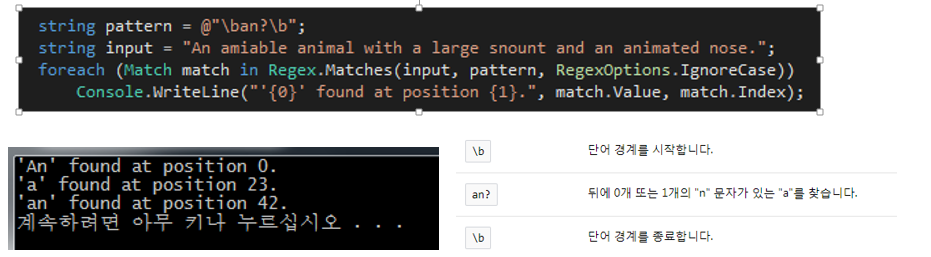 string pattern = @"\ban?\b";
string input = "An amiable animal with a large snount and an animated nose.";
foreach (Match match in Regex.Matches(input, pattern, RegexOptions.IgnoreCase))
Console.WriteLine("'{0}' found at position {1}.", match.Value, match.Index);
'An' found at position 0.
'a' found at position 23.
'an' found at position 42.
계속하려면 아무 키나 누르십시오 . . .
\b 단어 경계를 시작합니다.
an? 뒤에 0개 또는 1개의 "n" 문자가 있는 "a"를 찾습니다.
\b 단어 경계를 종료합니다.